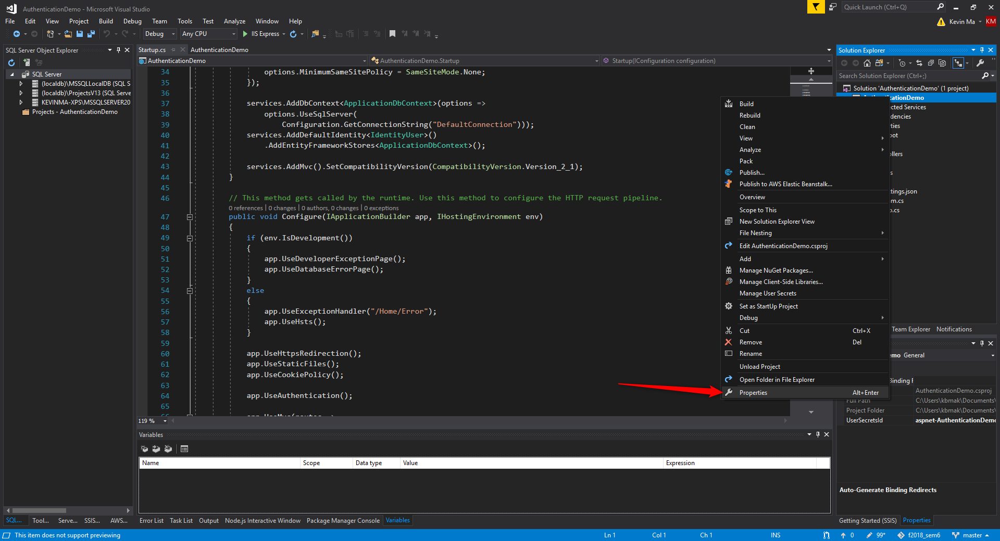 AuthenticationDemo - Microsoft Visual Studio
Quick Launch (Ctrl+Q)
File Edit View Project Build Debug Team Tools Test Analyze Window Help
Kevin Ma KM
Debug Any CPU IIS Express
SQL Server Object Explorer
SQL Server
(localdb)\MSSQLLocalDB (SQL S
(localdb)\ProjectsV13 (SQL Serve
KEVINMA-XPS\MSSQLSERVER20
Projects - AuthenticationDemo
Startup.cs AuthenticationDemo
AuthenticationDemo AuthenticationDemo.Startup Startup(IConfiguration configuration)
34 options.MinimumSameSitePolicy = SameSiteMode.None;
35 });
36
37 services.AddDbContext<ApplicationDbContext>(options =>
38 options.UseSqlServer(
39 Configuration.GetConnectionString("DefaultConnection")));
40 services.AddDefaultIdentity<IdentityUser>()
41 .AddEntityFrameworkStores<ApplicationDbContext>();
42
43 services.AddMvc().SetCompatibilityVersion(CompatibilityVersion.Version_2_1);
44 }
45
46 // This method gets called by the runtime. Use this method to configure the HTTP request pipeline.
0 references | 0 changes | 0 authors, 0 changes | 0 exceptions
47 public void Configure(IApplicationBuilder app, IHostingEnvironment env)
48 {
49 if (env.IsDevelopment())
50 {
51 app.UseDeveloperExceptionPage();
52 app.UseDatabaseErrorPage();
53 }
54 else
55 {
56 app.UseExceptionHandler("/Home/Error");
57 app.UseHsts();
58 }
59
60 app.UseHttpsRedirection();
61 app.UseStaticFiles();
62 app.UseCookiePolicy();
63
64 app.UseAuthentication();
65
119 %
Build
Rebuild
Clean
View
Analyze
Pack
Publish...
Publish to AWS Elastic Beanstalk...
Overview
Scope to This
New Solution Explorer View
File Nesting
Edit AuthenticationDemo.csproj
Add
Manage NuGet Packages...
Manage Client-Side Libraries...
Manage User Secrets
Set as StartUp Project
Debug
Cut Ctrl+X
Remove Del
Rename
Unload Project
Open Folder in File Explorer
Properties Alt+Enter
Solution Explorer
Search Solution Explorer (Ctrl+;)
Solution 'AuthenticationDemo' (1 project)
AuthenticationDemo
cted Services
dencies
ties
ot
llers
s
tings.json
m.cs
p.cs
Team Explorer Notifications
mo General
Binding F
AuthenticationDemo.csproj
Full Path C:\Users\kbmak\Documents\
Project Folder C:\Users\kbmak\Documents\
UserSecretsId aspnet-AuthenticationDemo
Auto-Generate Binding Redirects
Getting Started (SSIS) Properties
Variables
Name Scope Data type Value Expression
SQL... Tool... Serve... SSIS... AWS...
Error List Task List Output Node.js Interactive Window Package Manager Console Variables
This item does not support previewing Ln 1 Col 1 Ch 1 INS 0 99* f2018_sem6 master